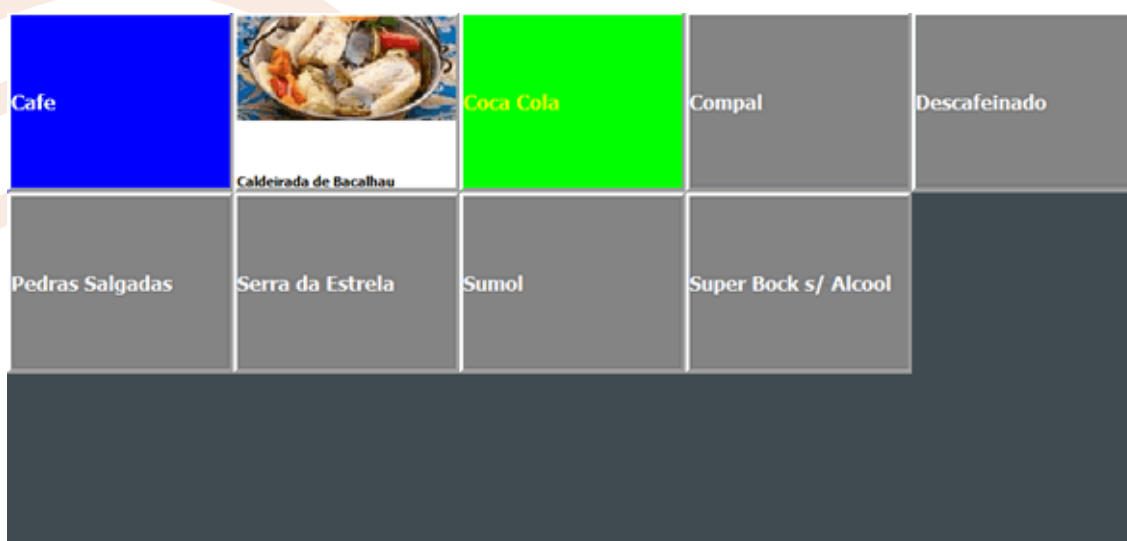 Cafe
Caldeirada de Bacalhau
Coca Cola
Compal
Descafeinado
Pedras Salgadas
Serra da Estrela
Sumol
Super Bock s/ Alcool